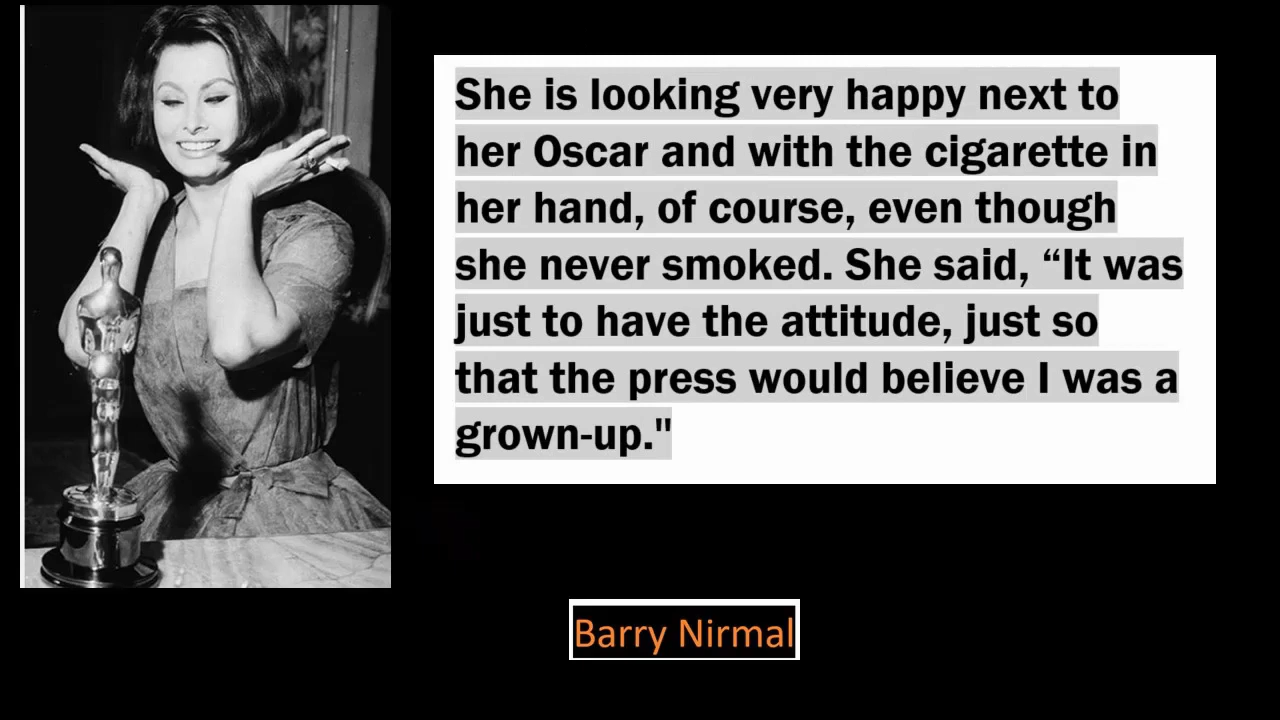 She is looking very happy next to
her Oscar and with the cigarette in
her hand, of course, even though
she never smoked. She said, “It was
just to have the attitude, just so
that the press would believe I was a
grown-up."
Barry Nirmal